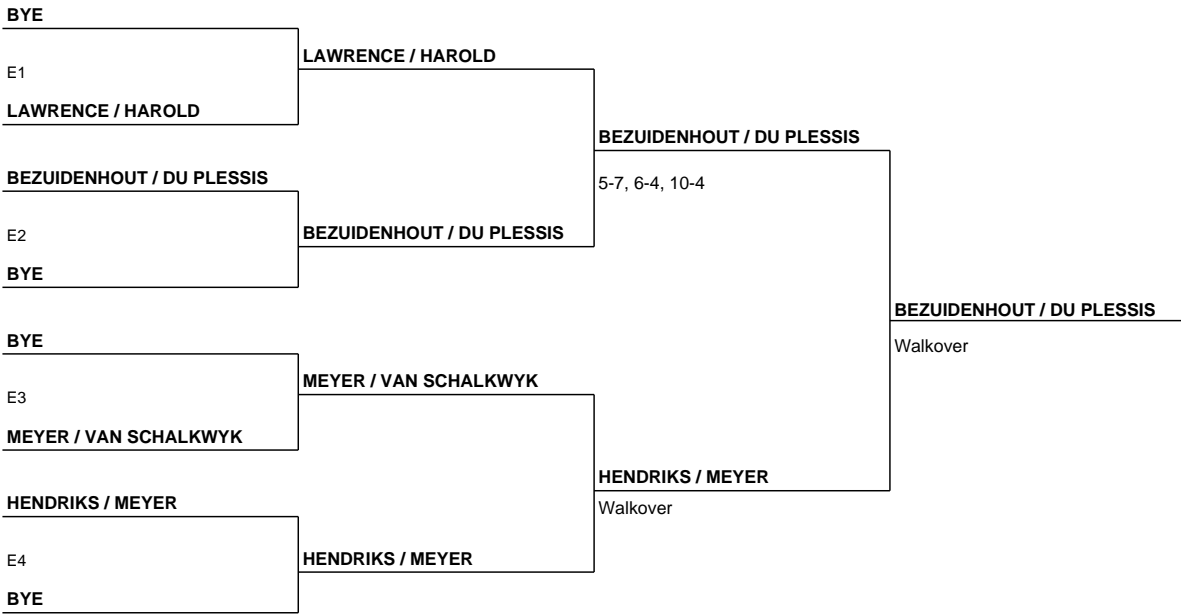 BYE
E1
LAWRENCE / HAROLD
LAWRENCE / HAROLD
BEZUIDENHOUT / DU PLESSIS
5-7, 6-4, 10-4
BEZUIDENHOUT / DU PLESSIS
E2
BYE
BEZUIDENHOUT / DU PLESSIS
BEZUIDENHOUT / DU PLESSIS
Walkover
BYE
E3
MEYER / VAN SCHALKWYK
MEYER / VAN SCHALKWYK
HENDRIKS / MEYER
Walkover
HENDRIKS / MEYER
E4
BYE
HENDRIKS / MEYER